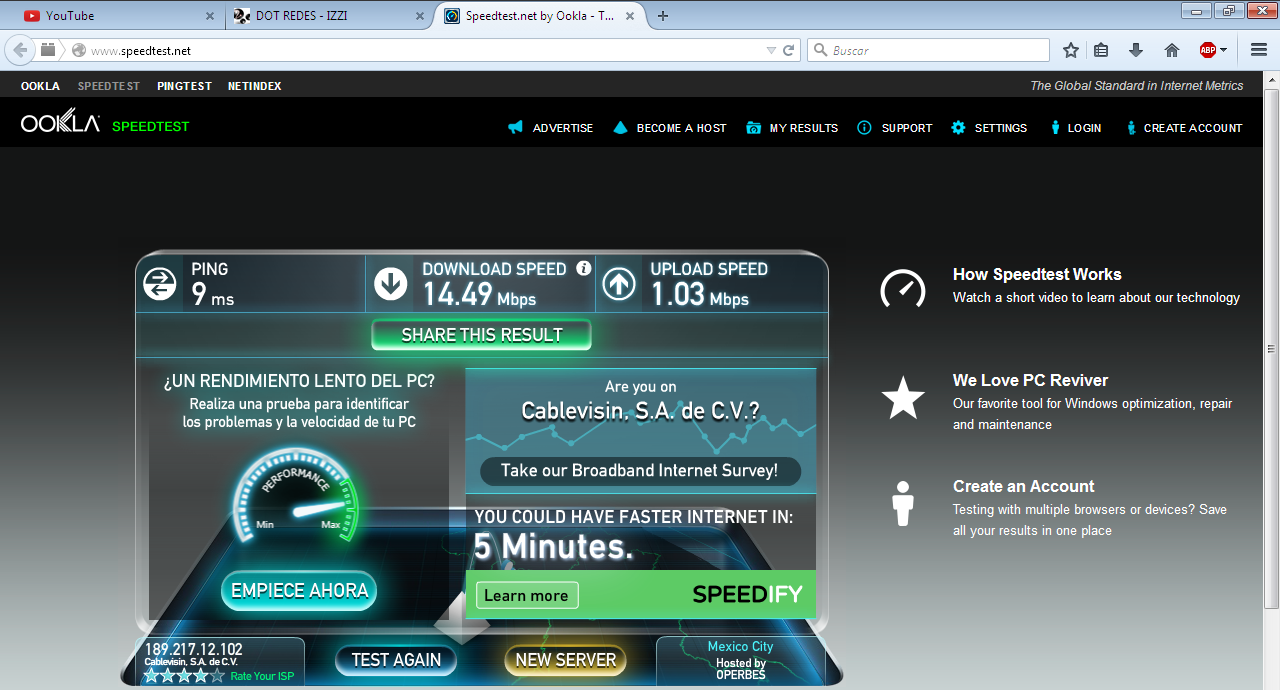 YouTube
DOT REDES - IZZI
Speedtest.net by Ookla - T...
www.speedtest.net
Buscar
ABP
OOKLA SPEEDTEST PINGTEST NETINDEX
The Global Standard in Internet Metrics
OOKLA SPEEDTEST
ADVERTISE
BECOME A HOST
MY RESULTS
SUPPORT
SETTINGS
LOGIN
CREATE ACCOUNT
PING
9 ms
DOWNLOAD SPEED
14.49 Mbps
UPLOAD SPEED
1.03 Mbps
SHARE THIS RESULT
¿UN RENDIMIENTO LENTO DEL PC?
Realiza una prueba para identificar
los problemas y la velocidad de tu PC
PERFORMANCE
Min Max
EMPIECE AHORA
Are you on
Cablevisin, S.A. de C.V.?
Take our Broadband Internet Survey!
YOU COULD HAVE FASTER INTERNET IN:
5 Minutes.
Learn more
SPEEDIFY
189.217.12.102
Cablevisin, S.A. de C.V.
Rate Your ISP
TEST AGAIN
NEW SERVER
Mexico City
Hosted by
OPERBES
How Speedtest Works
Watch a short video to learn about our technology
We Love PC Reviver
Our favorite tool for Windows optimization, repair
and maintenance
Create an Account
Testing with multiple browsers or devices? Save
all your results in one place